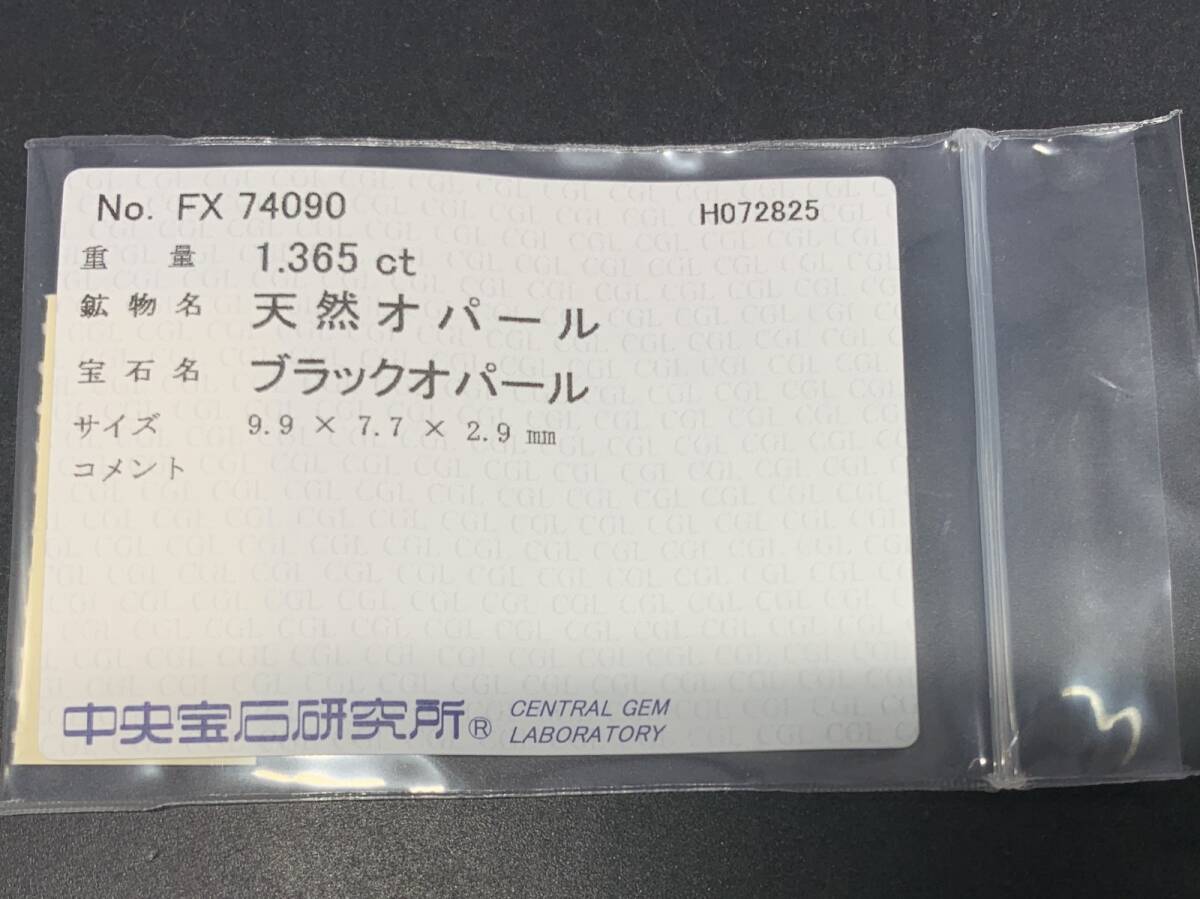 No. FX 74090 H072825
重量 1.365 ct
鉱物名 天然オパール
宝石名 ブラックオパール
サイズ 9.9 × 7.7 × 2.9 ㎜
コメント
中央宝石研究所® CENTRAL GEM
LABORATORY